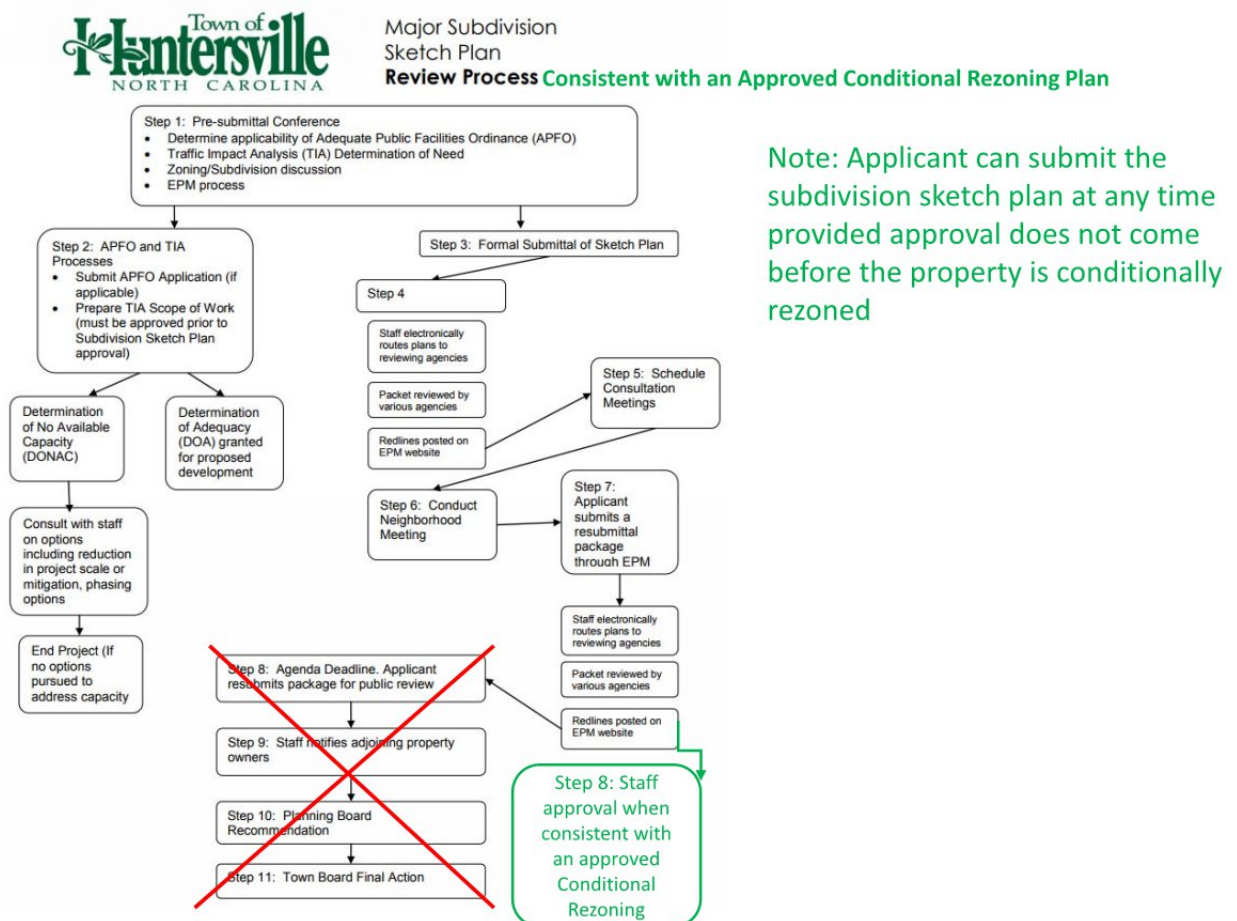 Town of
Huntersville
NORTH CAROLINA
Major Subdivision
Sketch Plan
Review Process Consistent with an Approved Conditional Rezoning Plan
Step 1: Pre-submittal Conference
• Determine applicability of Adequate Public Facilities Ordinance (APFO)
• Traffic Impact Analysis (TIA) Determination of Need
• Zoning/Subdivision discussion
• EPM process
Note: Applicant can submit the
subdivision sketch plan at any time
provided approval does not come
before the property is conditionally
rezoned
Step 2: APFO and TIA
Processes
• Submit APFO Application (if
applicable)
• Prepare TIA Scope of Work
(must be approved prior to
Subdivision Sketch Plan
approval)
Step 3: Formal Submittal of Sketch Plan
Step 4
Staff electronically
routes plans to
reviewing agencies
Packet reviewed by
various agencies
Redlines posted on
EPM website
Step 5: Schedule
Consultation
Meetings
Determination
of No Available
Capacity
(DONAC)
Determination
of Adequacy
(DOA) granted
for proposed
development
Step 6: Conduct
Neighborhood
Meeting
Step 7:
Applicant
submits a
resubmittal
package
through EPM
Consult with staff
on options
including reduction
in project scale or
mitigation, phasing
options
End Project (If
no options
pursued to
address capacity
Staff electronically
routes plans to
reviewing agencies
Packet reviewed by
various agencies
Redlines posted on
EPM website
Step 8: Agenda Deadline. Applicant
resubmits package for public review
Step 9: Staff notifies adjoining property
owners
Step 10: Planning Board
Recommendation
Step 11: Town Board Final Action
Step 8: Staff
approval when
consistent with
an approved
Conditional
Rezoning